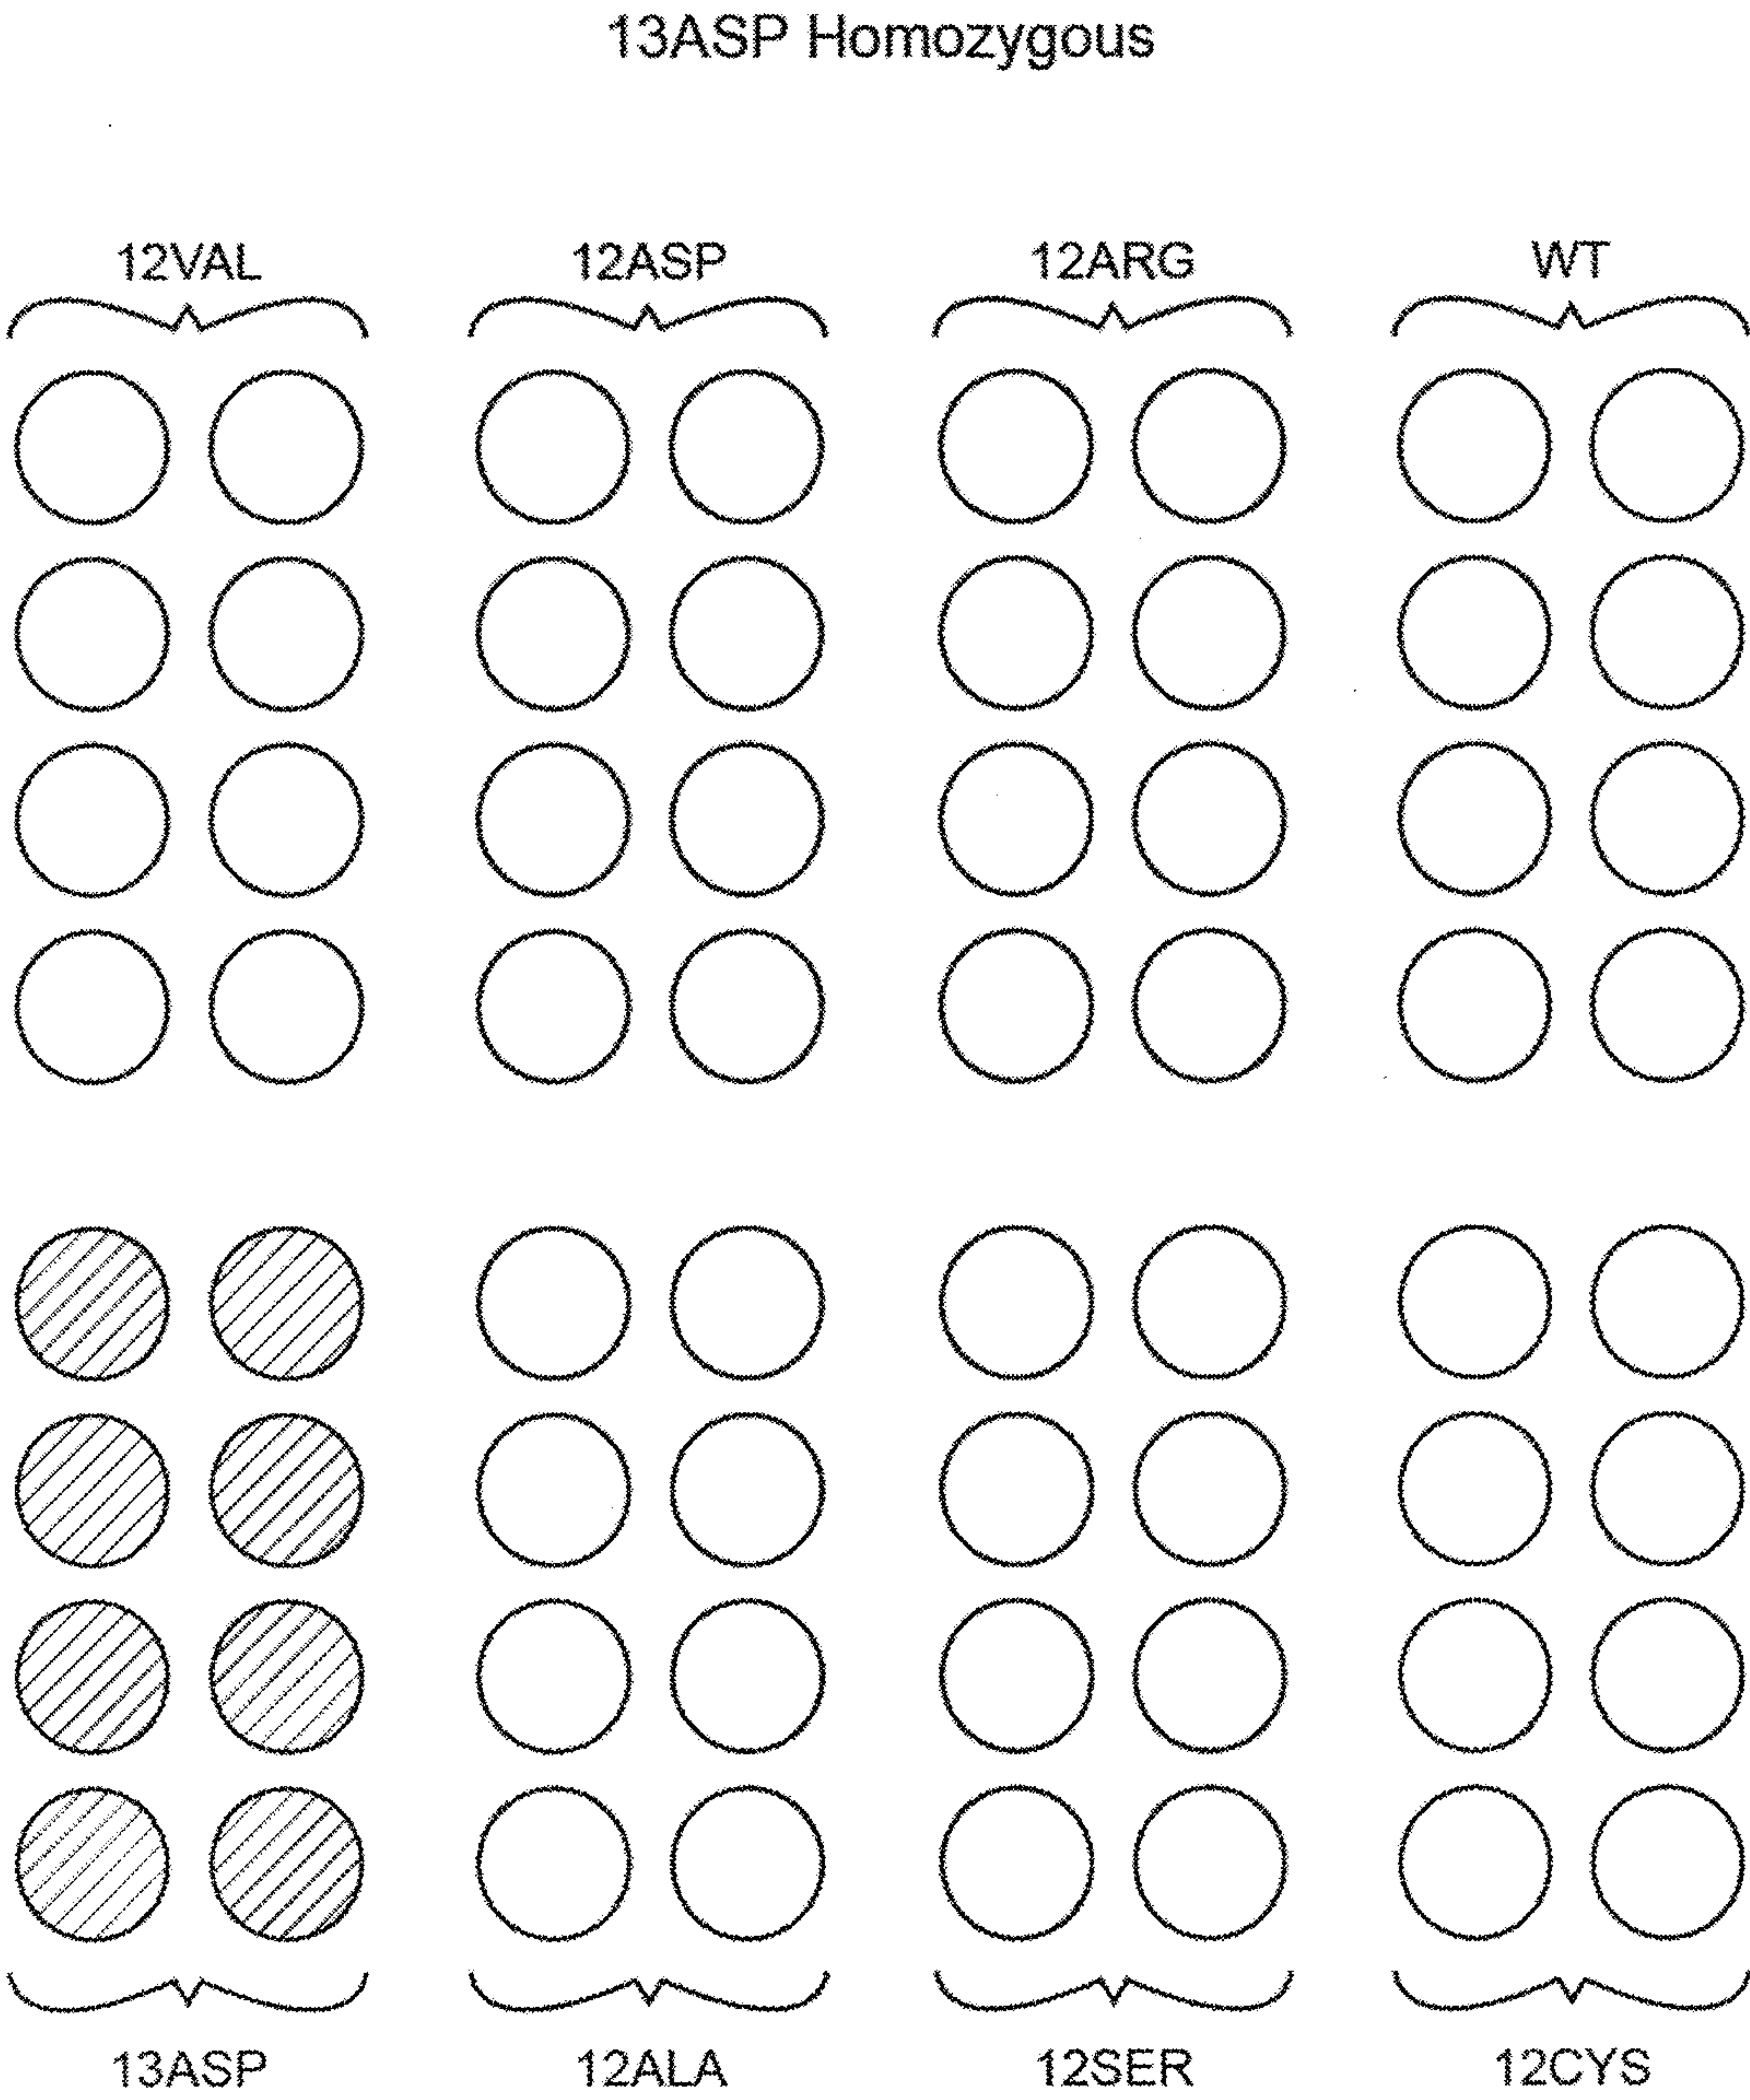 13ASP Homozygous
12VAL 12ASP 12ARG WT
13ASP 12ALA 12SER 12CYS